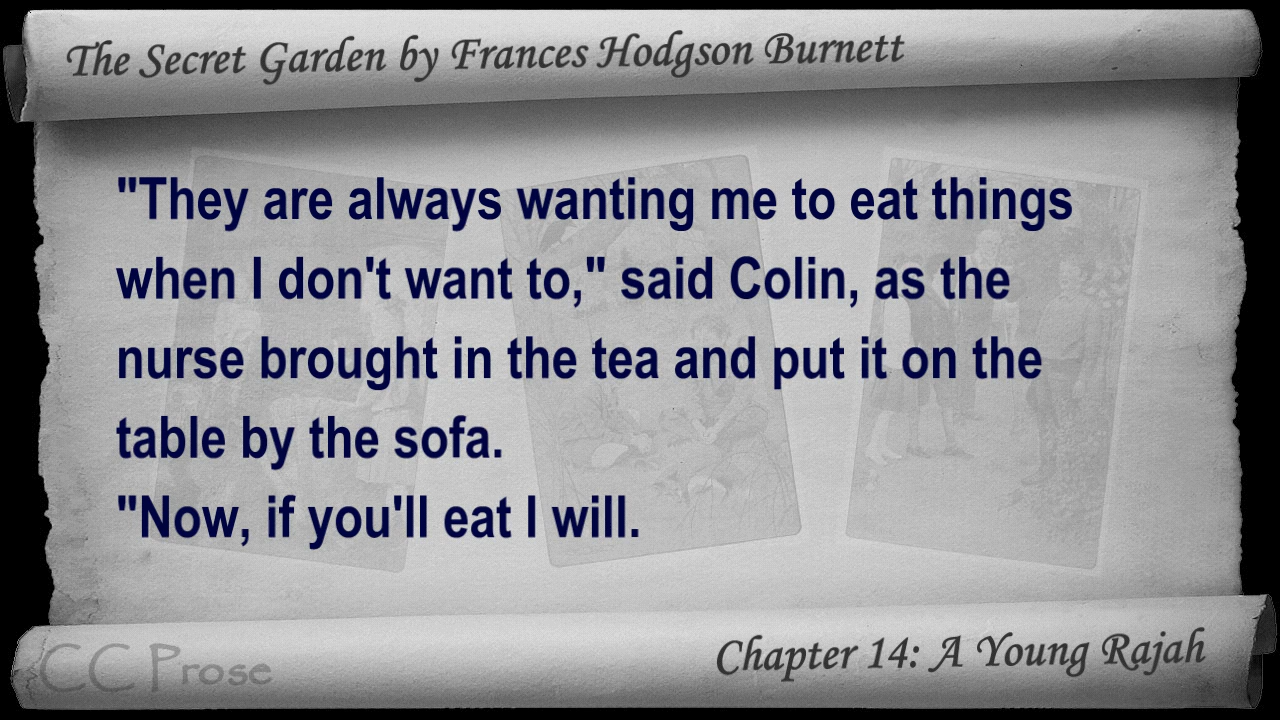 The Secret Garden by Frances Hodgson Burnett
"They are always wanting me to eat things
when I don't want to," said Colin, as the
nurse brought in the tea and put it on the
table by the sofa.
"Now, if you'll eat I will.
CC Prose
Chapter 14: A Young Rajah